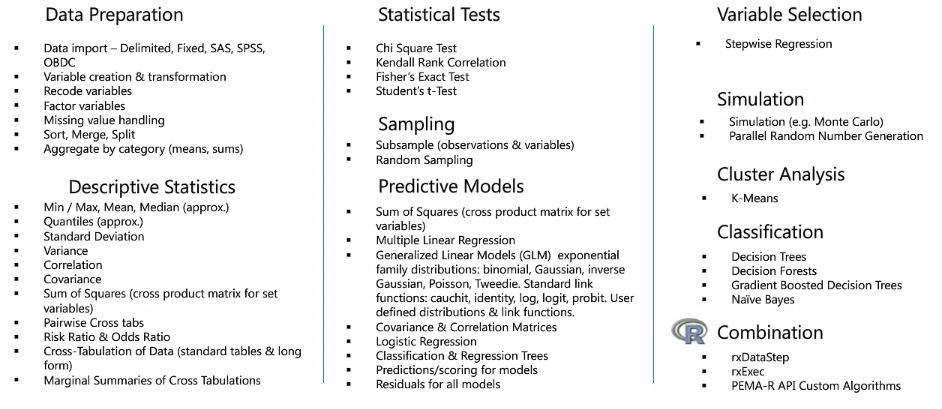 Data Preparation
▪ Data import – Delimited, Fixed, SAS, SPSS,
OBDC
▪ Variable creation & transformation
▪ Recode variables
▪ Factor variables
▪ Missing value handling
▪ Sort, Merge, Split
▪ Aggregate by category (means, sums)
Descriptive Statistics
▪ Min / Max, Mean, Median (approx.)
▪ Quantiles (approx.)
▪ Standard Deviation
▪ Variance
▪ Correlation
▪ Covariance
▪ Sum of Squares (cross product matrix for set
variables)
▪ Pairwise Cross tabs
▪ Risk Ratio & Odds Ratio
▪ Cross-Tabulation of Data (standard tables & long
form)
▪ Marginal Summaries of Cross Tabulations
Statistical Tests
▪ Chi Square Test
▪ Kendall Rank Correlation
▪ Fisher's Exact Test
▪ Student's t-Test
Sampling
▪ Subsample (observations & variables)
▪ Random Sampling
Predictive Models
▪ Sum of Squares (cross product matrix for set
variables)
▪ Multiple Linear Regression
▪ Generalized Linear Models (GLM) exponential
family distributions: binomial, Gaussian, inverse
Gaussian, Poisson, Tweedie. Standard link
functions: cauchit, identity, log, logit, probit. User
defined distributions & link functions.
▪ Covariance & Correlation Matrices
▪ Logistic Regression
▪ Classification & Regression Trees
▪ Predictions/scoring for models
▪ Residuals for all models
Variable Selection
▪ Stepwise Regression
Simulation
▪ Simulation (e.g. Monte Carlo)
▪ Parallel Random Number Generation
Cluster Analysis
▪ K-Means
Classification
▪ Decision Trees
▪ Decision Forests
▪ Gradient Boosted Decision Trees
▪ Naïve Bayes
R Combination
▪ rxDataStep
▪ rxExec
▪ PEMA-R API Custom Algorithms